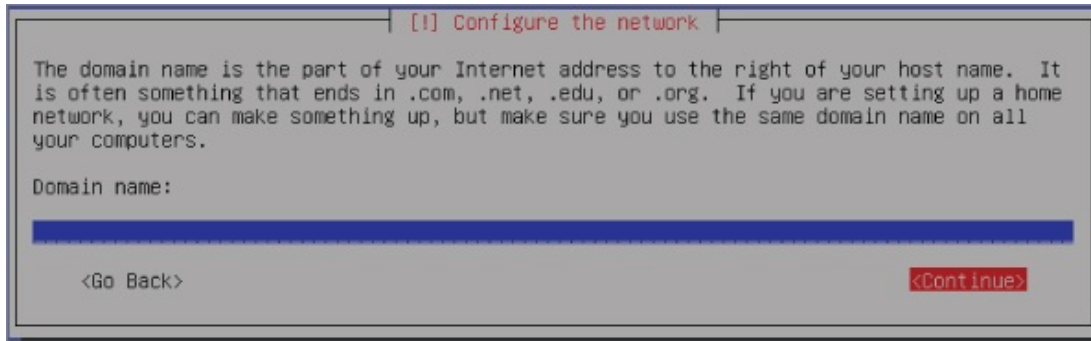 [!] Configure the network
The domain name is the part of your Internet address to the right of your host name.  It
is often something that ends in .com, .net, .edu, or .org.  If you are setting up a home
network, you can make something up, but make sure you use the same domain name on all
your computers.
Domain name:
<Go Back> <Continue>